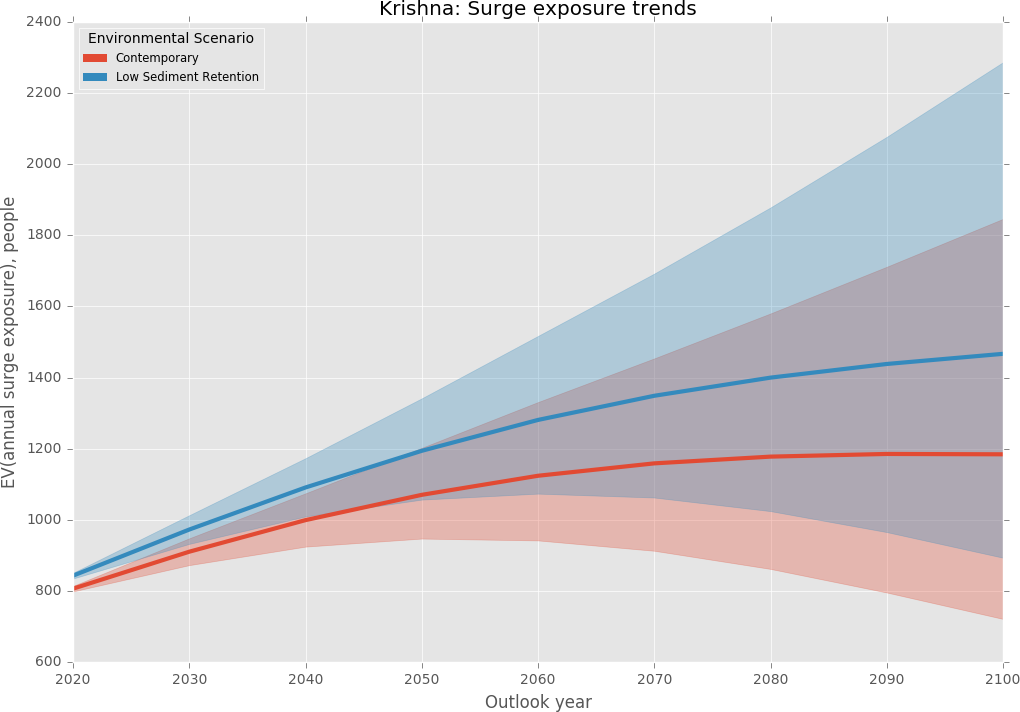 Krishna: Surge exposure trends
2400
2200
2000
1800
1600
1400
1200
1000
800
600
EV(annual surge exposure), people
Environmental Scenario
Contemporary
Low Sediment Retention
2020 2030 2040 2050 2060 2070 2080 2090 2100
Outlook year